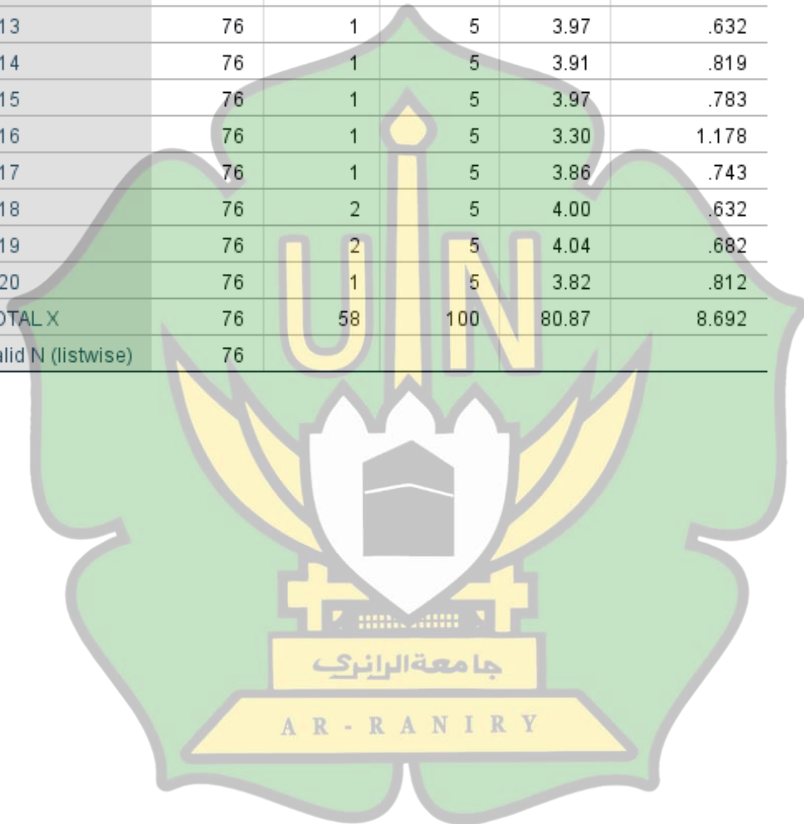 13 76 1 5 3.97 .632
14 76 1 5 3.91 .819
15 76 1 5 3.97 .783
16 76 1 5 3.30 1.178
17 76 1 5 3.86 .743
18 76 2 5 4.00 .632
19 76 2 5 4.04 .682
20 76 1 5 3.82 .812
OTAL X 76 58 100 80.87 8.692
alid N (listwise) 76
UIN
جامعة الرانري
AR-RANIRY